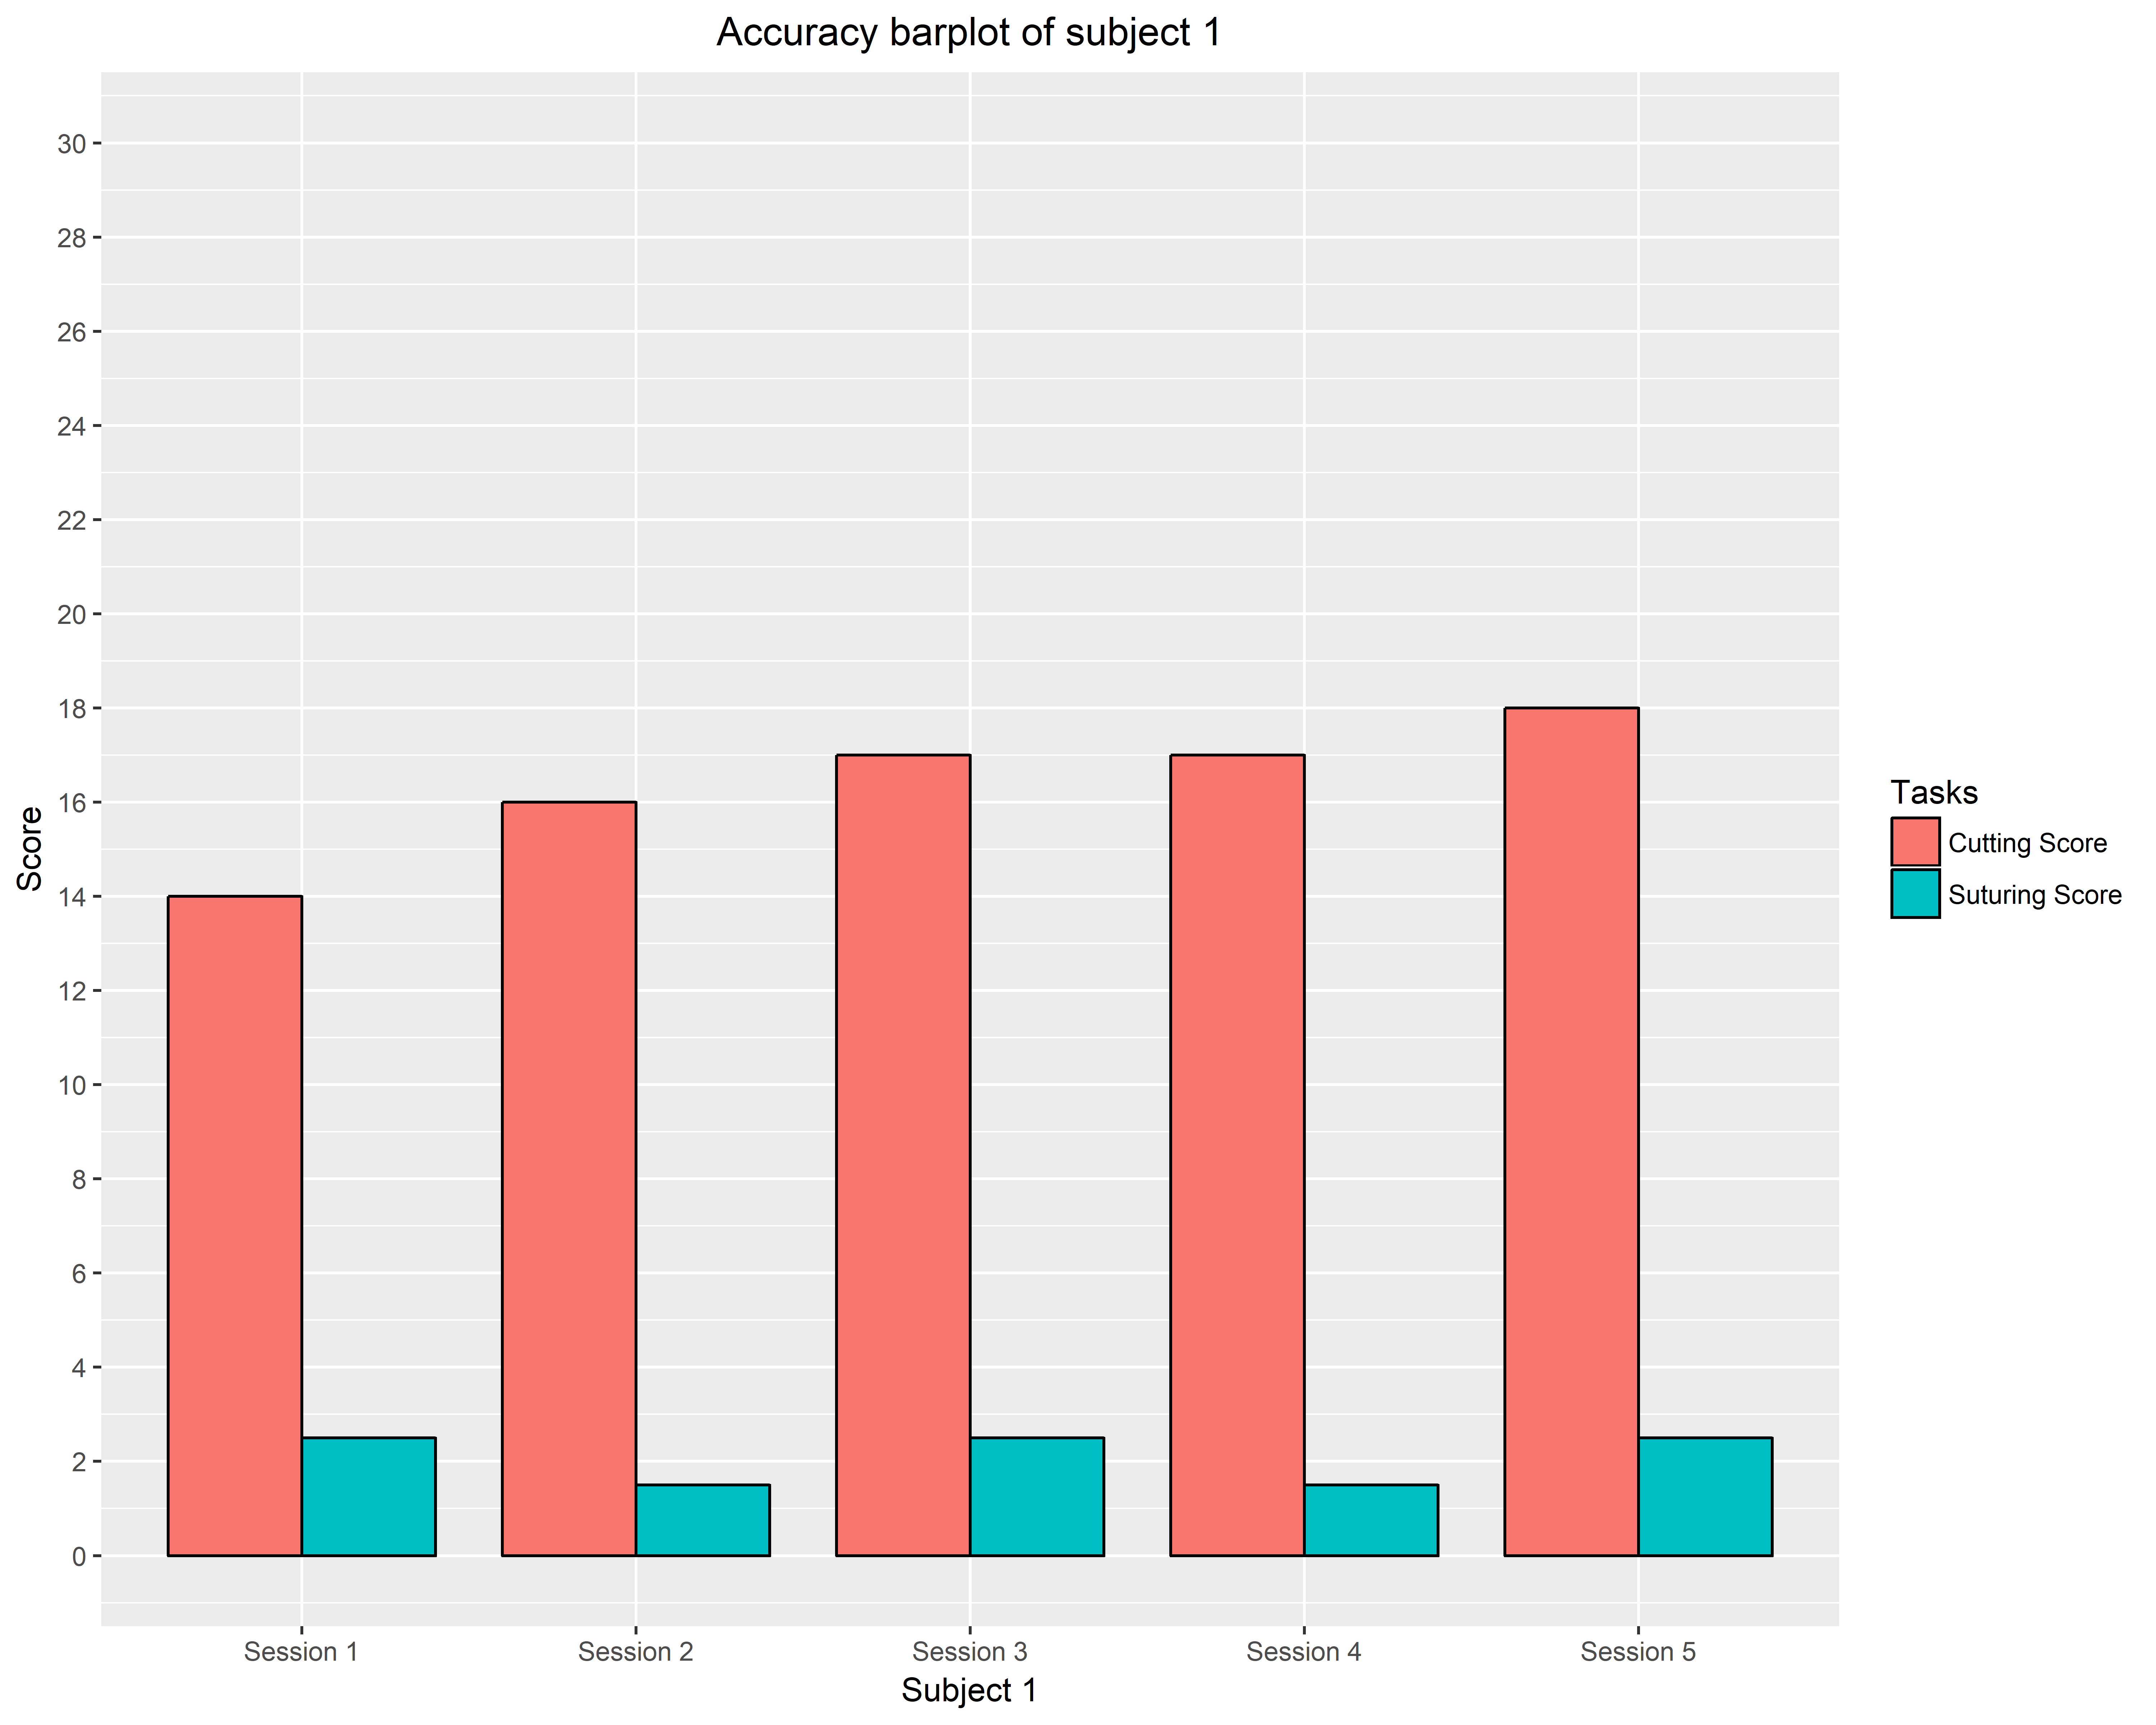 Accuracy barplot of subject 1
30
28
26
24
22
20
18
16
14
12
10
8
6
4
2
0
Score
Session 1
Session 2
Session 3
Session 4
Session 5
Subject 1
Tasks
Cutting Score
Suturing Score